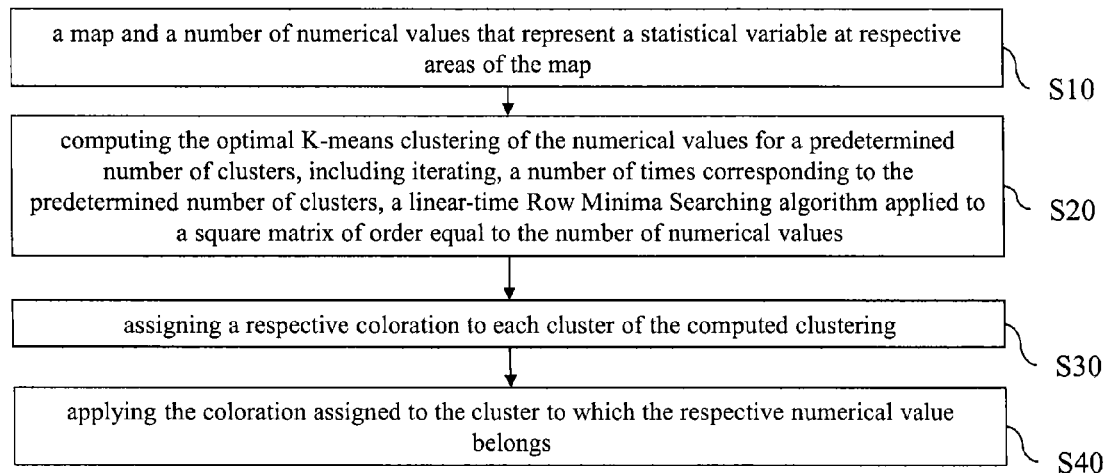 a map and a number of numerical values that represent a statistical variable at respective
areas of the map
S10
computing the optimal K-means clustering of the numerical values for a predetermined
number of clusters, including iterating, a number of times corresponding to the
predetermined number of clusters, a linear-time Row Minima Searching algorithm applied to
a square matrix of order equal to the number of numerical values
S20
assigning a respective coloration to each cluster of the computed clustering
S30
applying the coloration assigned to the cluster to which the respective numerical value
belongs
S40